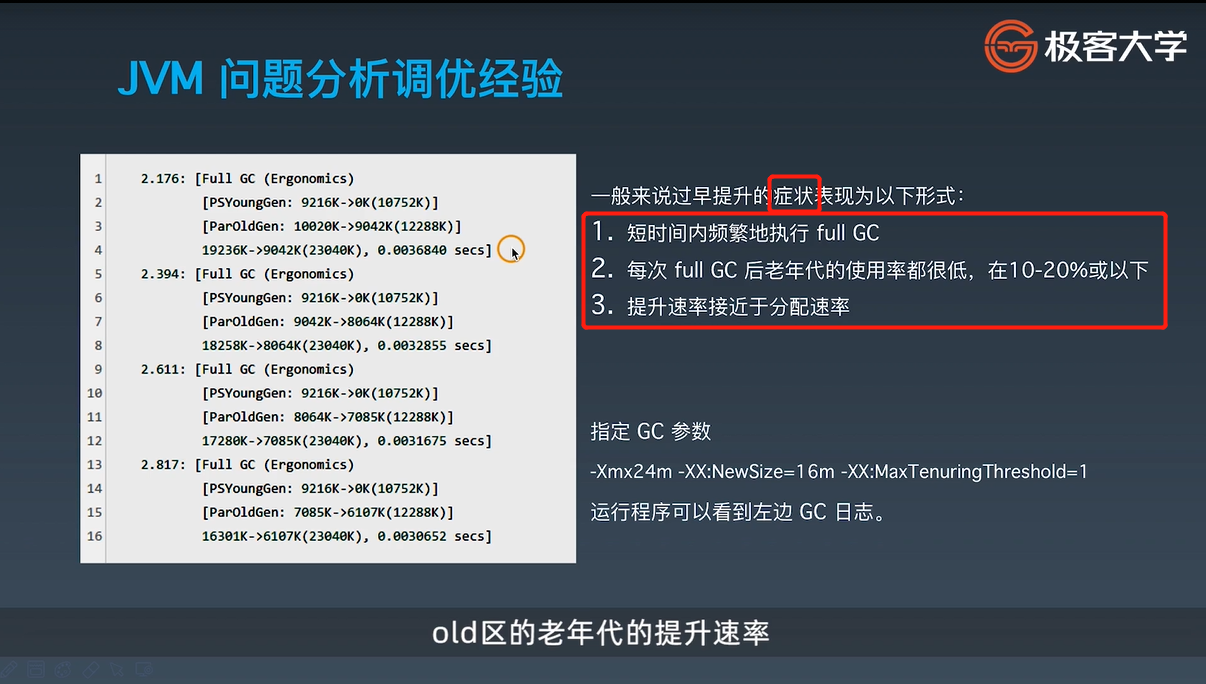 极客大学
JVM 问题分析调优经验
1 2.176: [Full GC (Ergonomics)
2 [PSYoungGen: 9216K->0K(10752K)]
3 [ParOldGen: 10020K->9042K(12288K)]
4 19236K->9042K(23040K), 0.0036840 secs]
5 2.394: [Full GC (Ergonomics)
6 [PSYoungGen: 9216K->0K(10752K)]
7 [ParOldGen: 9042K->8064K(12288K)]
8 18258K->8064K(23040K), 0.0032855 secs]
9 2.611: [Full GC (Ergonomics)
10 [PSYoungGen: 9216K->0K(10752K)]
11 [ParOldGen: 8064K->7085K(12288K)]
12 17280K->7085K(23040K), 0.0031675 secs]
13 2.817: [Full GC (Ergonomics)
14 [PSYoungGen: 9216K->0K(10752K)]
15 [ParOldGen: 7085K->6107K(12288K)]
16 16301K->6107K(23040K), 0.0030652 secs]
一般来说过早提升的症状表现为以下形式：
1. 短时间内频繁地执行 full GC
2. 每次 full GC 后老年代的使用率都很低，在10-20%或以下
3. 提升速率接近于分配速率
指定 GC 参数
-Xmx24m -XX:NewSize=16m -XX:MaxTenuringThreshold=1
运行程序可以看到左边 GC 日志。
old区的老年代的提升速率